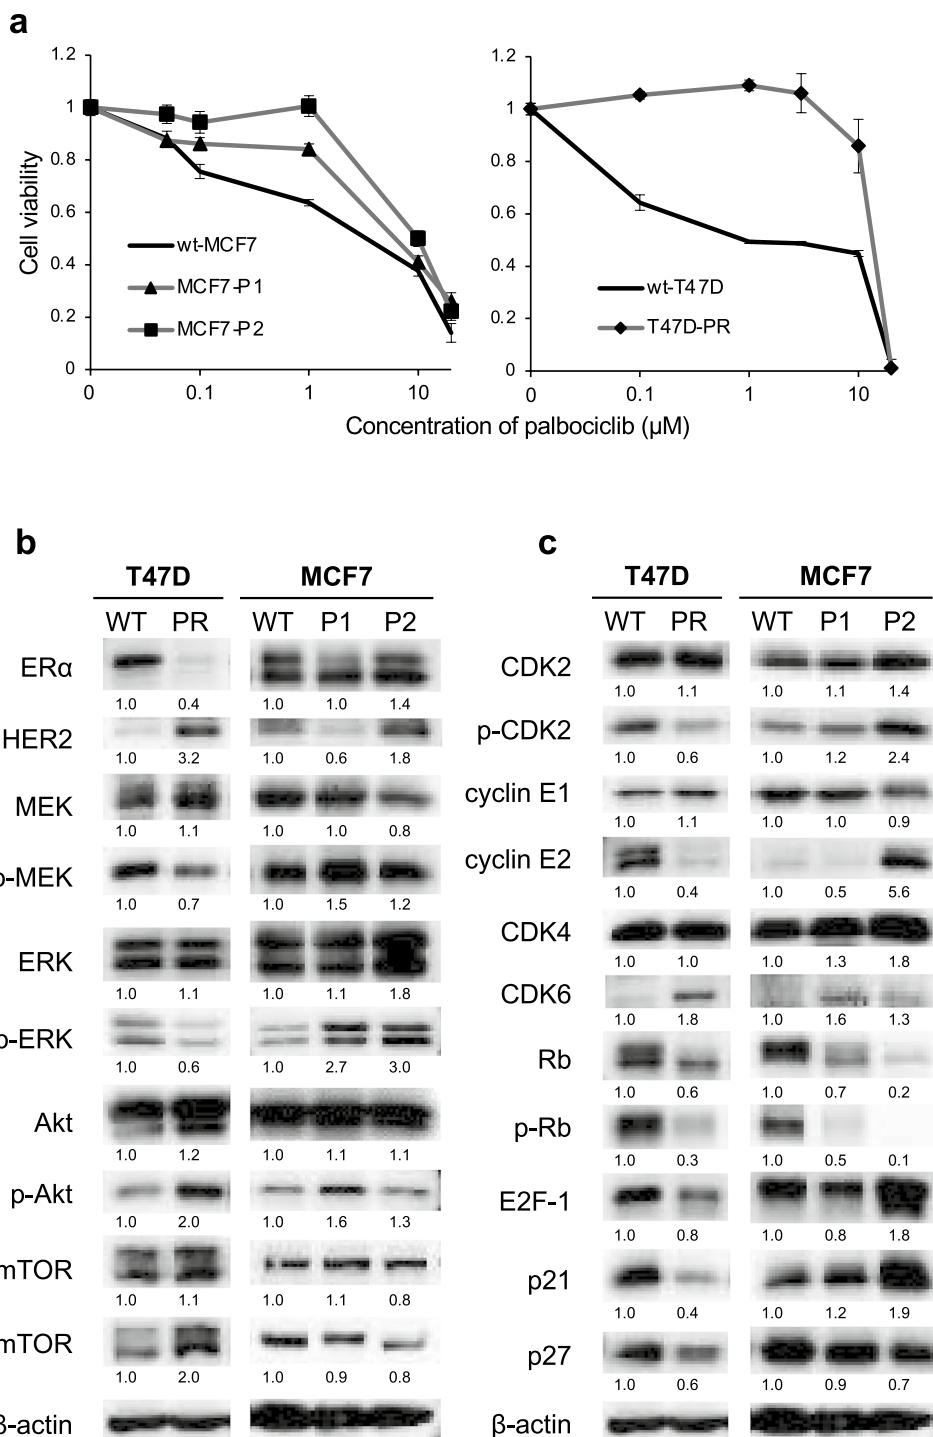 a
1.2
1
0.8
0.6
0.4
0.2
0
0 0.1 1 10
Cell viability
wt-MCF7
MCF7-P1
MCF7-P2
1.2
1
0.8
0.6
0.4
0.2
0
0 0.1 1 10
wt-T47D
T47D-PR
Concentration of palbociclib (μM)
b
T47D MCF7
WT PR P1 P2
WT
ERα
1.0 0.4 1.0 1.0 1.4
HER2
1.0 3.2 1.0 0.6 1.8
MEK
1.0 1.1 1.0 1.0 0.8
p-MEK
1.0 0.7 1.0 1.5 1.2
ERK
1.0 1.1 1.0 1.1 1.8
p-ERK
1.0 0.6 1.0 2.7 3.0
Akt
1.0 1.2 1.0 1.1 1.1
p-Akt
1.0 2.0 1.0 1.6 1.3
mTOR
1.0 1.1 1.0 1.1 0.8
mTOR
1.0 2.0 1.0 0.9 0.8
β-actin
c
T47D MCF7
WT PR WT P1 P2
CDK2
1.0 1.1 1.0 1.1 1.4
p-CDK2
1.0 0.6 1.0 1.2 2.4
cyclin E1
1.0 1.1 1.0 1.0 0.9
cyclin E2
1.0 0.4 1.0 0.5 5.6
CDK4
1.0 1.0 1.0 1.3 1.8
CDK6
1.0 1.8 1.0 1.6 1.3
Rb
1.0 0.6 1.0 0.7 0.2
p-Rb
1.0 0.3 1.0 0.5 0.1
E2F-1
1.0 0.8 1.0 0.8 1.8
p21
1.0 0.4 1.0 1.2 1.9
p27
1.0 0.6 1.0 0.9 0.7
β-actin